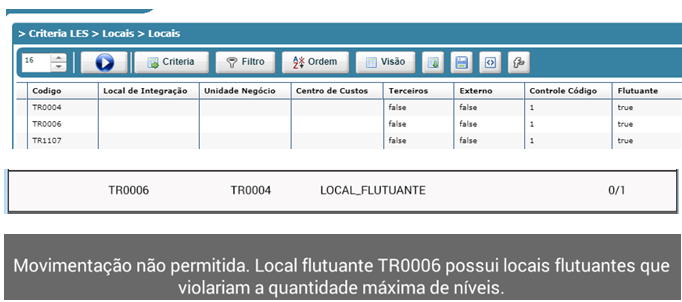 > Criteria LES > Locais > Locais
16 Criteria Filtro Ordem Visão
Codigo Local de Integração Unidade Negócio Centro de Custos Terceiros Externo Controle Código Flutuante
TR0004 false false 1 true
TR0006 false false 1 true
TR1107 false false 1 true
TR0006 TR0004 LOCAL_FLUTUANTE 0/1
Movimentação não permitida. Local flutuante TR0006 possui locais flutuantes que
violariam a quantidade máxima de níveis.